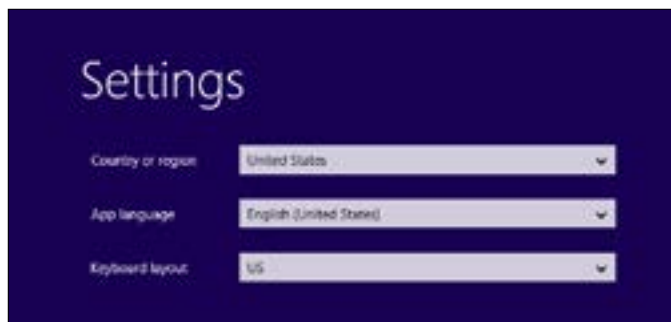 Settings
Country or region United States
App language English (United States)
Keyboard layout US